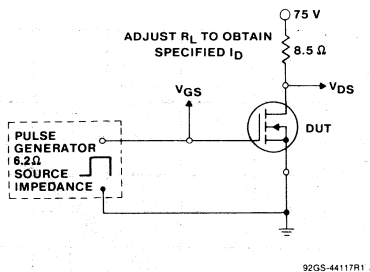 75 V
ADJUST RL TO OBTAIN
SPECIFIED ID
8.5 Ω
VGS
VDS
DUT
PULSE
GENERATOR
6.2Ω
SOURCE
IMPEDANCE
92GS-44117R1